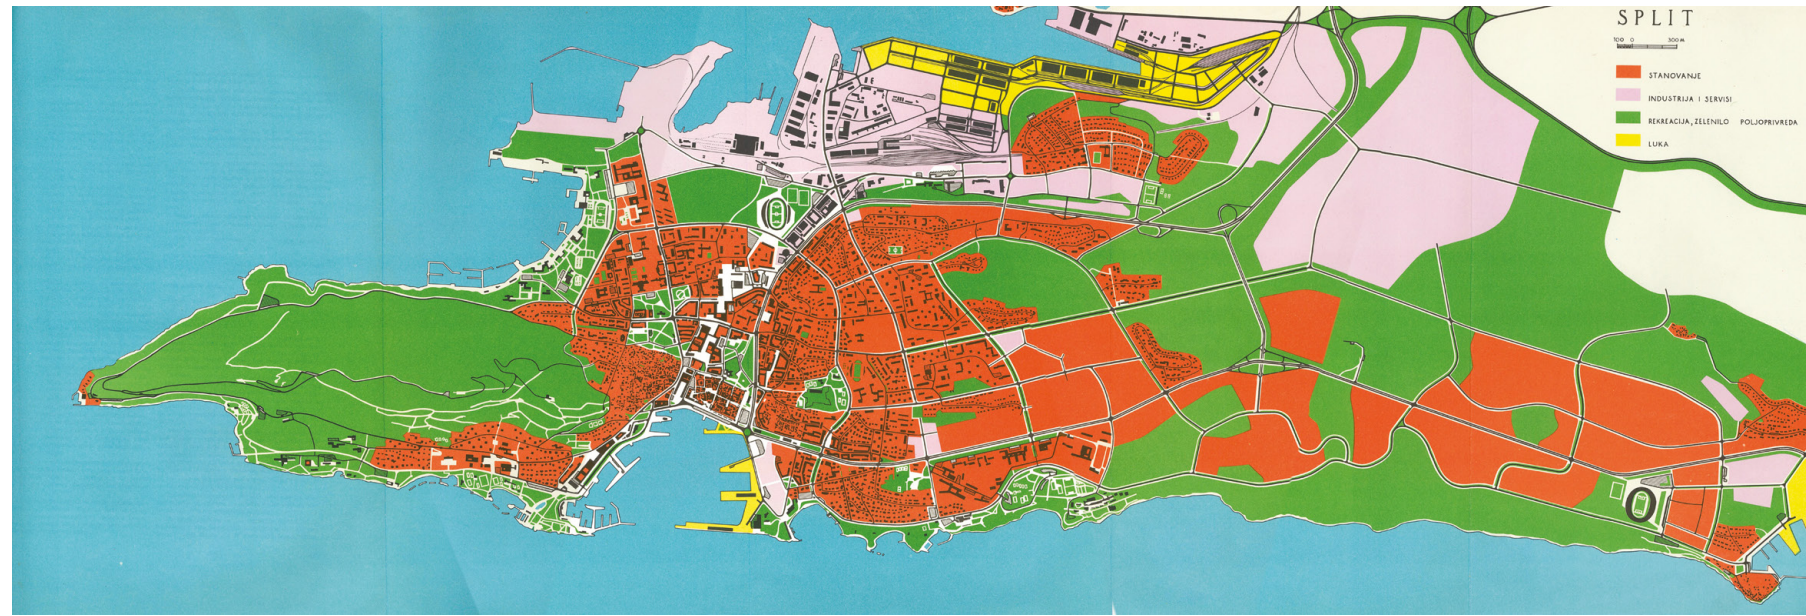 SPLIT
100 0 300 M
STANOVANJE
INDUSTRIJA I SERVISI
REKREACIJA, ZELENILO POLJOPRIVREDA
LUKA